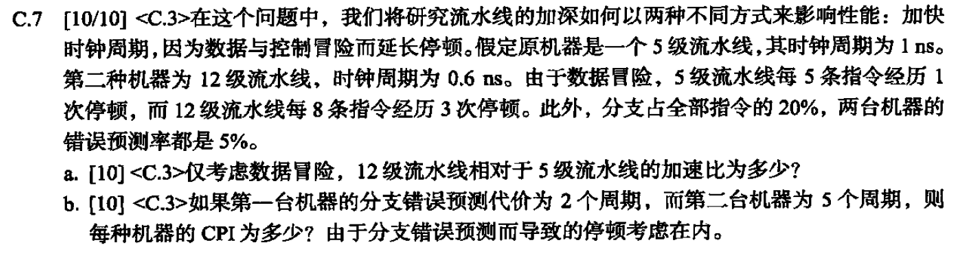 C.7 [10/10] <C.3>在这个问题中，我们将研究流水线的加深如何以两种不同方式来影响性能：加快
时钟周期，因为数据与控制冒险而延长停顿。假定原机器是一个 5 级流水线，其时钟周期为 1 ns。
第二种机器为 12 级流水线，时钟周期为 0.6 ns。由于数据冒险，5 级流水线每 5 条指令经历 1
次停顿，而 12 级流水线每 8 条指令经历 3 次停顿。此外，分支占全部指令的 20%，两台机器的
错误预测率都是 5%。
a. [10] <C.3>仅考虑数据冒险，12 级流水线相对于 5 级流水线的加速比为多少？
b. [10] <C.3>如果第一台机器的分支错误预测代价为 2 个周期，而第二台机器为 5 个周期，则
每种机器的 CPI 为多少？由于分支错误预测而导致的停顿考虑在内。